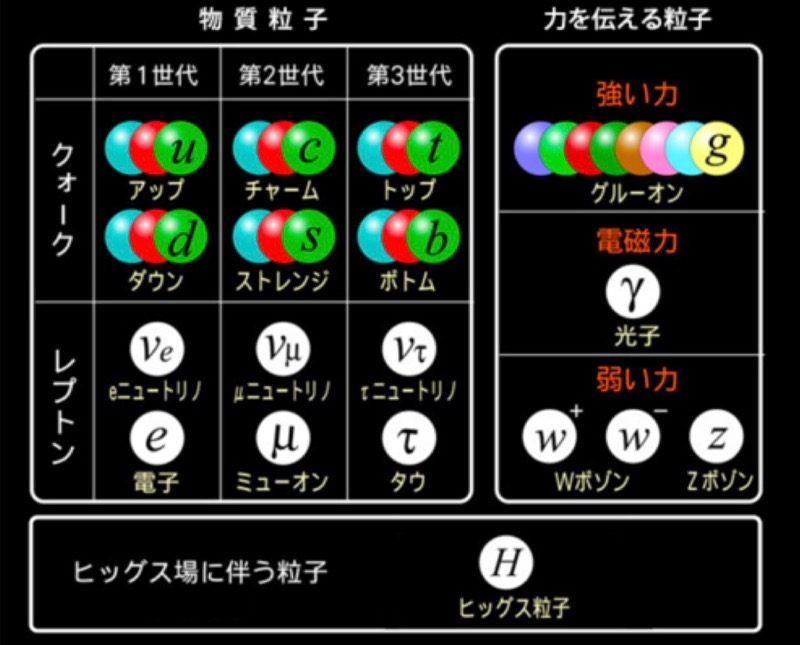 物質粒子
力を伝える粒子
第1世代 第2世代 第3世代
クォーク
u c t
アップ チャーム トップ
d s b
ダウン ストレンジ ボトム
レプトン
νe νμ ντ
eニュートリノ μニュートリノ τニュートリノ
e μ τ
電子 ミューオン タウ
強い力
g
グルーオン
電磁力
γ
光子
弱い力
W+ W− Z
Wボゾン Zボゾン
ヒッグス場に伴う粒子
H
ヒッグス粒子